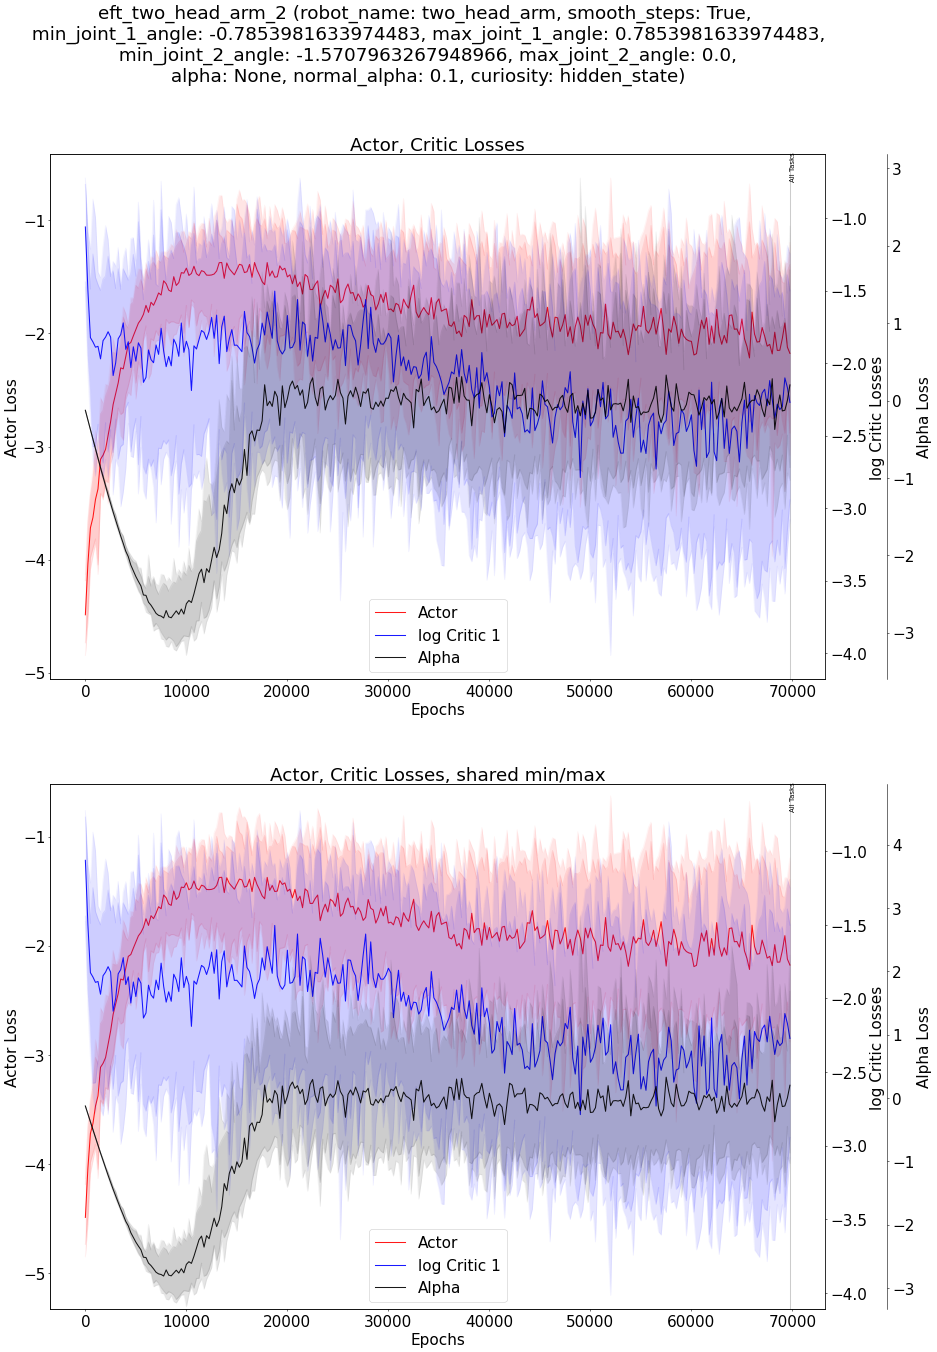 eft_two_head_arm_2 (robot_name: two_head_arm, smooth_steps: True,
min_joint_1_angle: -0.7853981633974483, max_joint_1_angle: 0.7853981633974483,
min_joint_2_angle: -1.5707963267948966, max_joint_2_angle: 0.0,
alpha: None, normal_alpha: 0.1, curiosity: hidden_state)
Actor, Critic Losses
All Tasks
−1
−2
−3
−4
−5
Actor Loss
−1.0
−1.5
−2.0
−2.5
−3.0
−3.5
−4.0
log Critic Losses
3
2
1
0
−1
−2
−3
Alpha Loss
Actor
log Critic 1
Alpha
0 10000 20000 30000 40000 50000 60000 70000
Epochs
Actor, Critic Losses, shared min/max
All Tasks
−1
−2
−3
−4
−5
Actor Loss
−1.0
−1.5
−2.0
−2.5
−3.0
−3.5
−4.0
log Critic Losses
4
3
2
1
0
−1
−2
−3
Alpha Loss
Actor
log Critic 1
Alpha
0 10000 20000 30000 40000 50000 60000 70000
Epochs